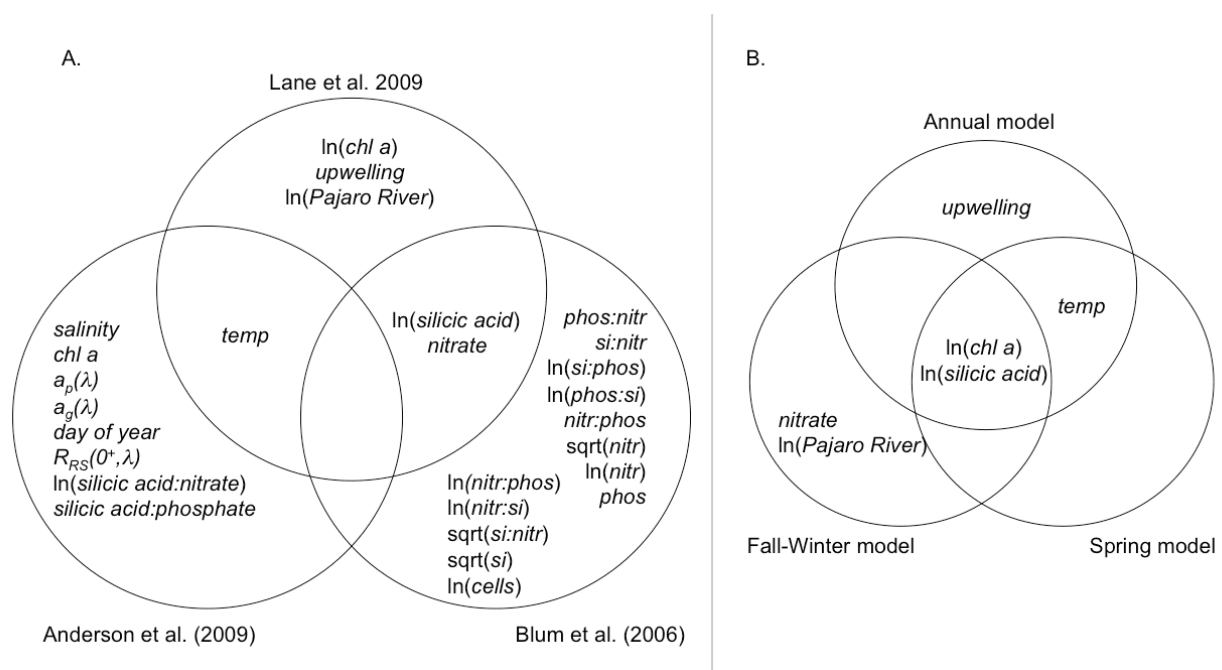 A.
Lane et al. 2009
ln(chl a)
upwelling
ln(Pajaro River)
temp
ln(silicic acid)
nitrate
salinity
chl a
ap(λ)
ag(λ)
day of year
RRS(0+,λ)
ln(silicic acid:nitrate)
silicic acid:phosphate
phos:nitr
si:nitr
ln(si:phos)
ln(phos:si)
nitr:phos
sqrt(nitr)
ln(nitr)
phos
ln(nitr:phos)
ln(nitr:si)
sqrt(si:nitr)
sqrt(si)
ln(cells)
Anderson et al. (2009)
Blum et al. (2006)
B.
Annual model
upwelling
temp
ln(chl a)
ln(silicic acid)
nitrate
ln(Pajaro River)
Fall-Winter model
Spring model